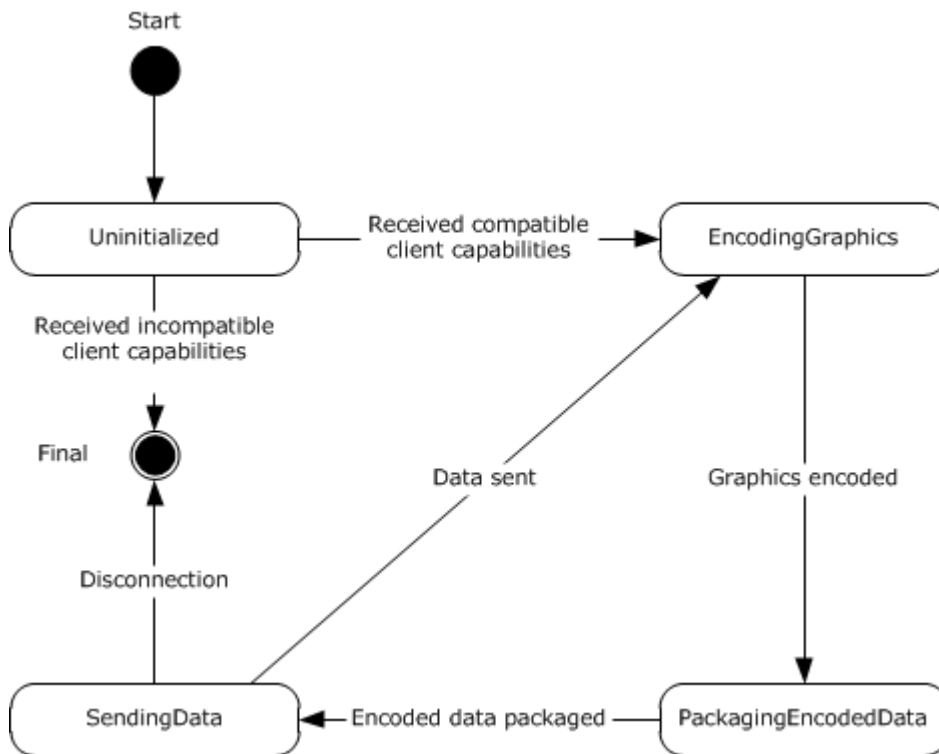 Start
Uninitialized
Received compatible
client capabilities
EncodingGraphics
Received incompatible
client capabilities
Final
Data sent
Graphics encoded
Disconnection
SendingData
Encoded data packaged
PackagingEncodedData